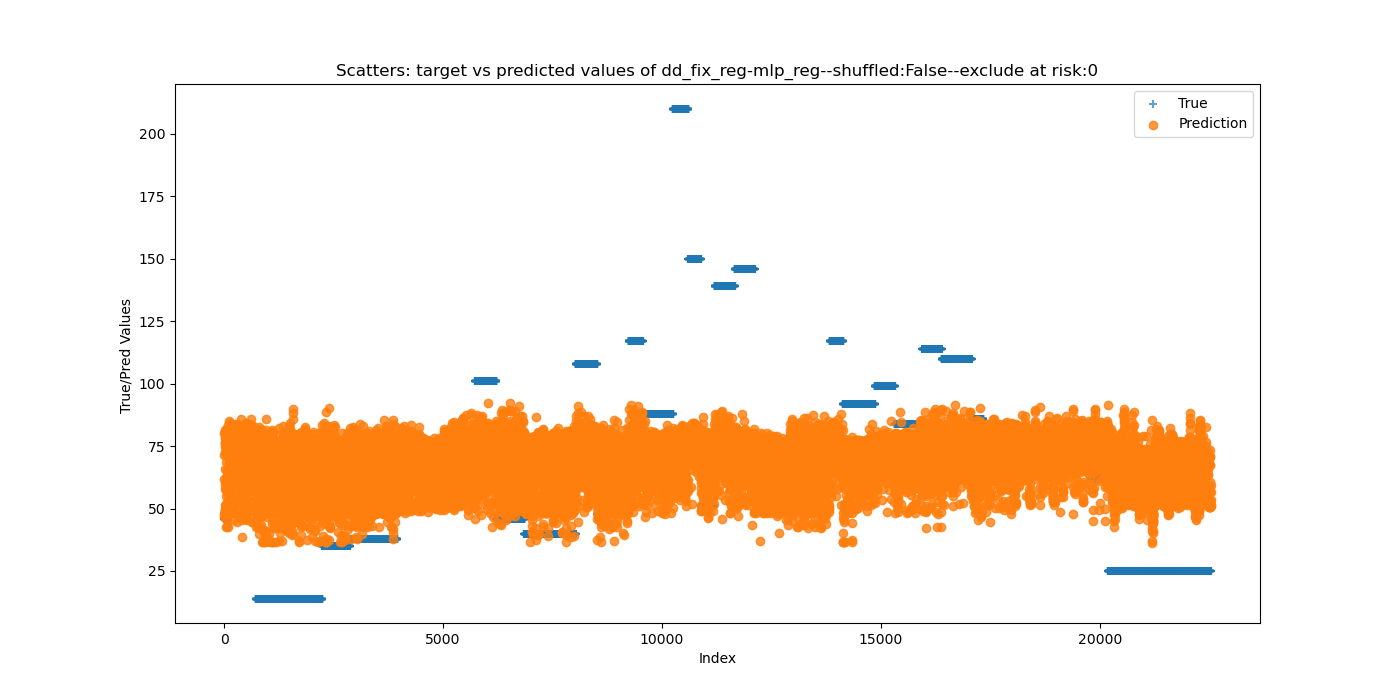 Scatters: target vs predicted values of dd_fix_reg-mlp_reg--shuffled:False--exclude at risk:0
True
Prediction
200
175
150
125
100
75
50
25
True/Pred Values
0
5000
10000
15000
20000
Index